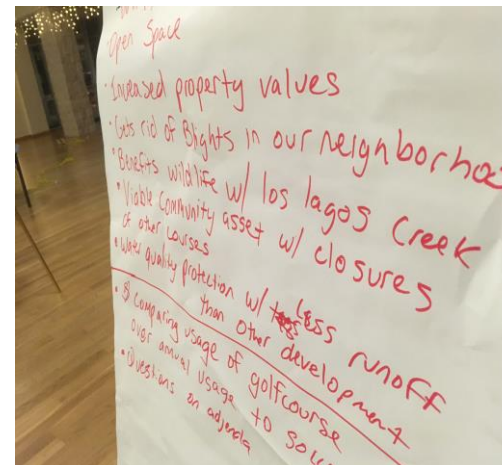 • Open Space
• Increased property values
• Gets rid of Blights in our neighborhoo
• Benefits wildlife w/ los lagos Creek
• Viable Community asset w/ closures
of other courses
• Water quality protection w/ less runoff
than other development
• Comparing usage of golfcourse
over annual usage to
• Questions on adjenda